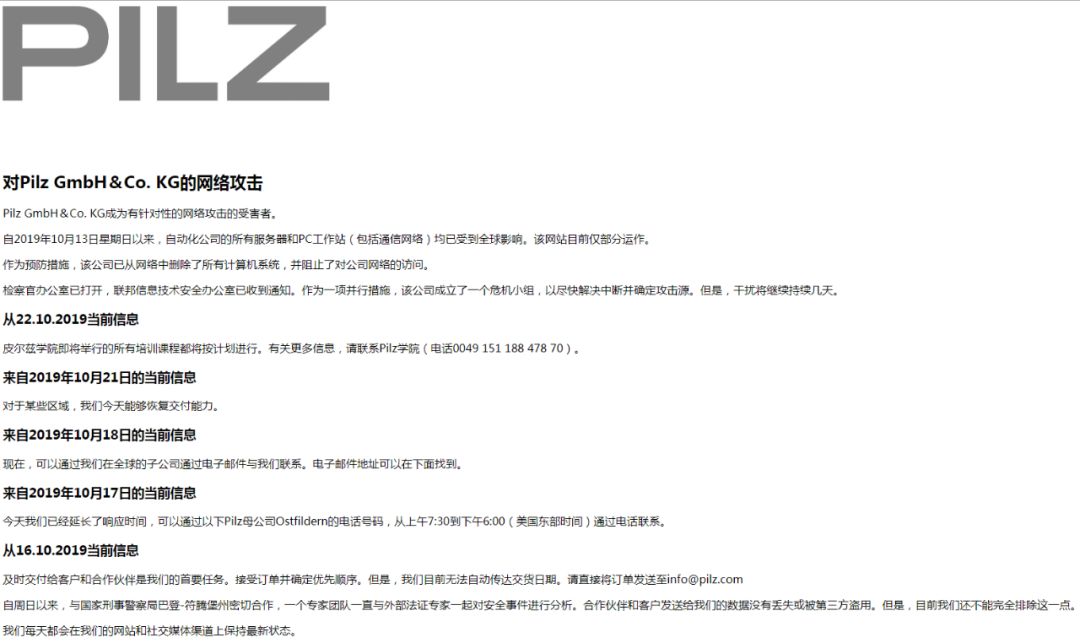 PILZ
对Pilz GmbH＆Co. KG的网络攻击
Pilz GmbH＆Co. KG成为有针对性的网络攻击的受害者。
自2019年10月13日星期日以来，自动化公司的所有服务器和PC工作站（包括通信网络）均已受到全球影响。该网站目前仅部分运作。
作为预防措施，该公司已从网络中删除了所有计算机系统，并阻止了对公司网络的访问。
检察官办公室已打开，联邦信息技术安全办公室已收到通知。作为一项并行措施，该公司成立了一个危机小组，以尽快解决中断并确定攻击源。但是，干扰将继续持续几天。
从22.10.2019当前信息
皮尔兹学院即将举行的所有培训课程都将按计划进行。有关更多信息，请联系Pilz学院（电话0049 151 188 478 70）。
来自2019年10月21日的当前信息
对于某些区域，我们今天能够恢复交付能力。
来自2019年10月18日的当前信息
现在，可以通过我们在全球的子公司通过电子邮件与我们联系。电子邮件地址可以在下面找到。
来自2019年10月17日的当前信息
今天我们已经延长了响应时间，可以通过以下Pilz母公司Ostfildern的电话号码，从上午7:30到下午6:00（美国东部时间）通过电话联系。
从16.10.2019当前信息
及时交付给客户和合作伙伴是我们的首要任务。接受订单并确定优先顺序。但是，我们目前无法自动传达交货日期。请直接将订单发送至info@pilz.com
自周日以来，与国家刑事警察局巴登-符腾堡州密切合作，一个专家团队一直与外部法证专家一起对安全事件进行分析。合作伙伴和客户发送给我们的数据没有丢失或被第三方盗用。但是，目前我们还不能完全排除这一点。
我们每天都会在我们的网站和社交媒体渠道上保持最新状态。